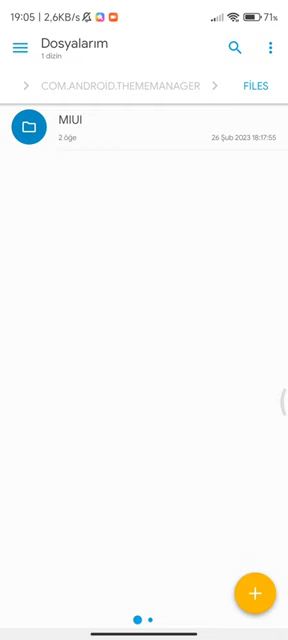 19:05 | 2,6KB/s
71%
Dosyalarım
1 dizin
COM.ANDROID.THEMEMANAGER
FİLES
MIUI
2 öğe
26 Şub 2023 18:17:55